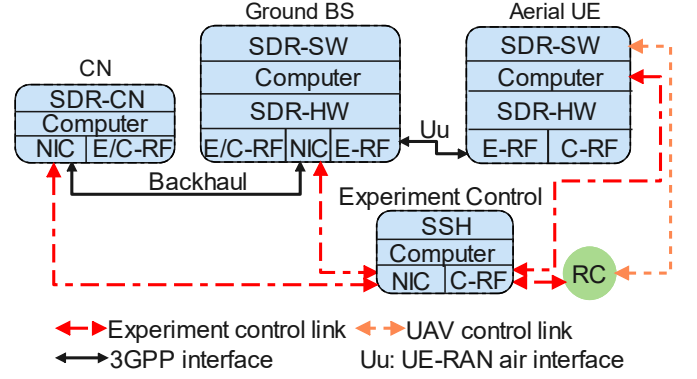 Ground BS
Aerial UE
CN
SDR-SW
Computer
SDR-HW
E/C-RF NIC E-RF
SDR-SW
Computer
SDR-HW
E-RF C-RF
SDR-CN
Computer
NIC E/C-RF
Uu
Backhaul
Experiment Control
SSH
Computer
NIC C-RF
RC
Experiment control link
UAV control link
3GPP interface
Uu: UE-RAN air interface